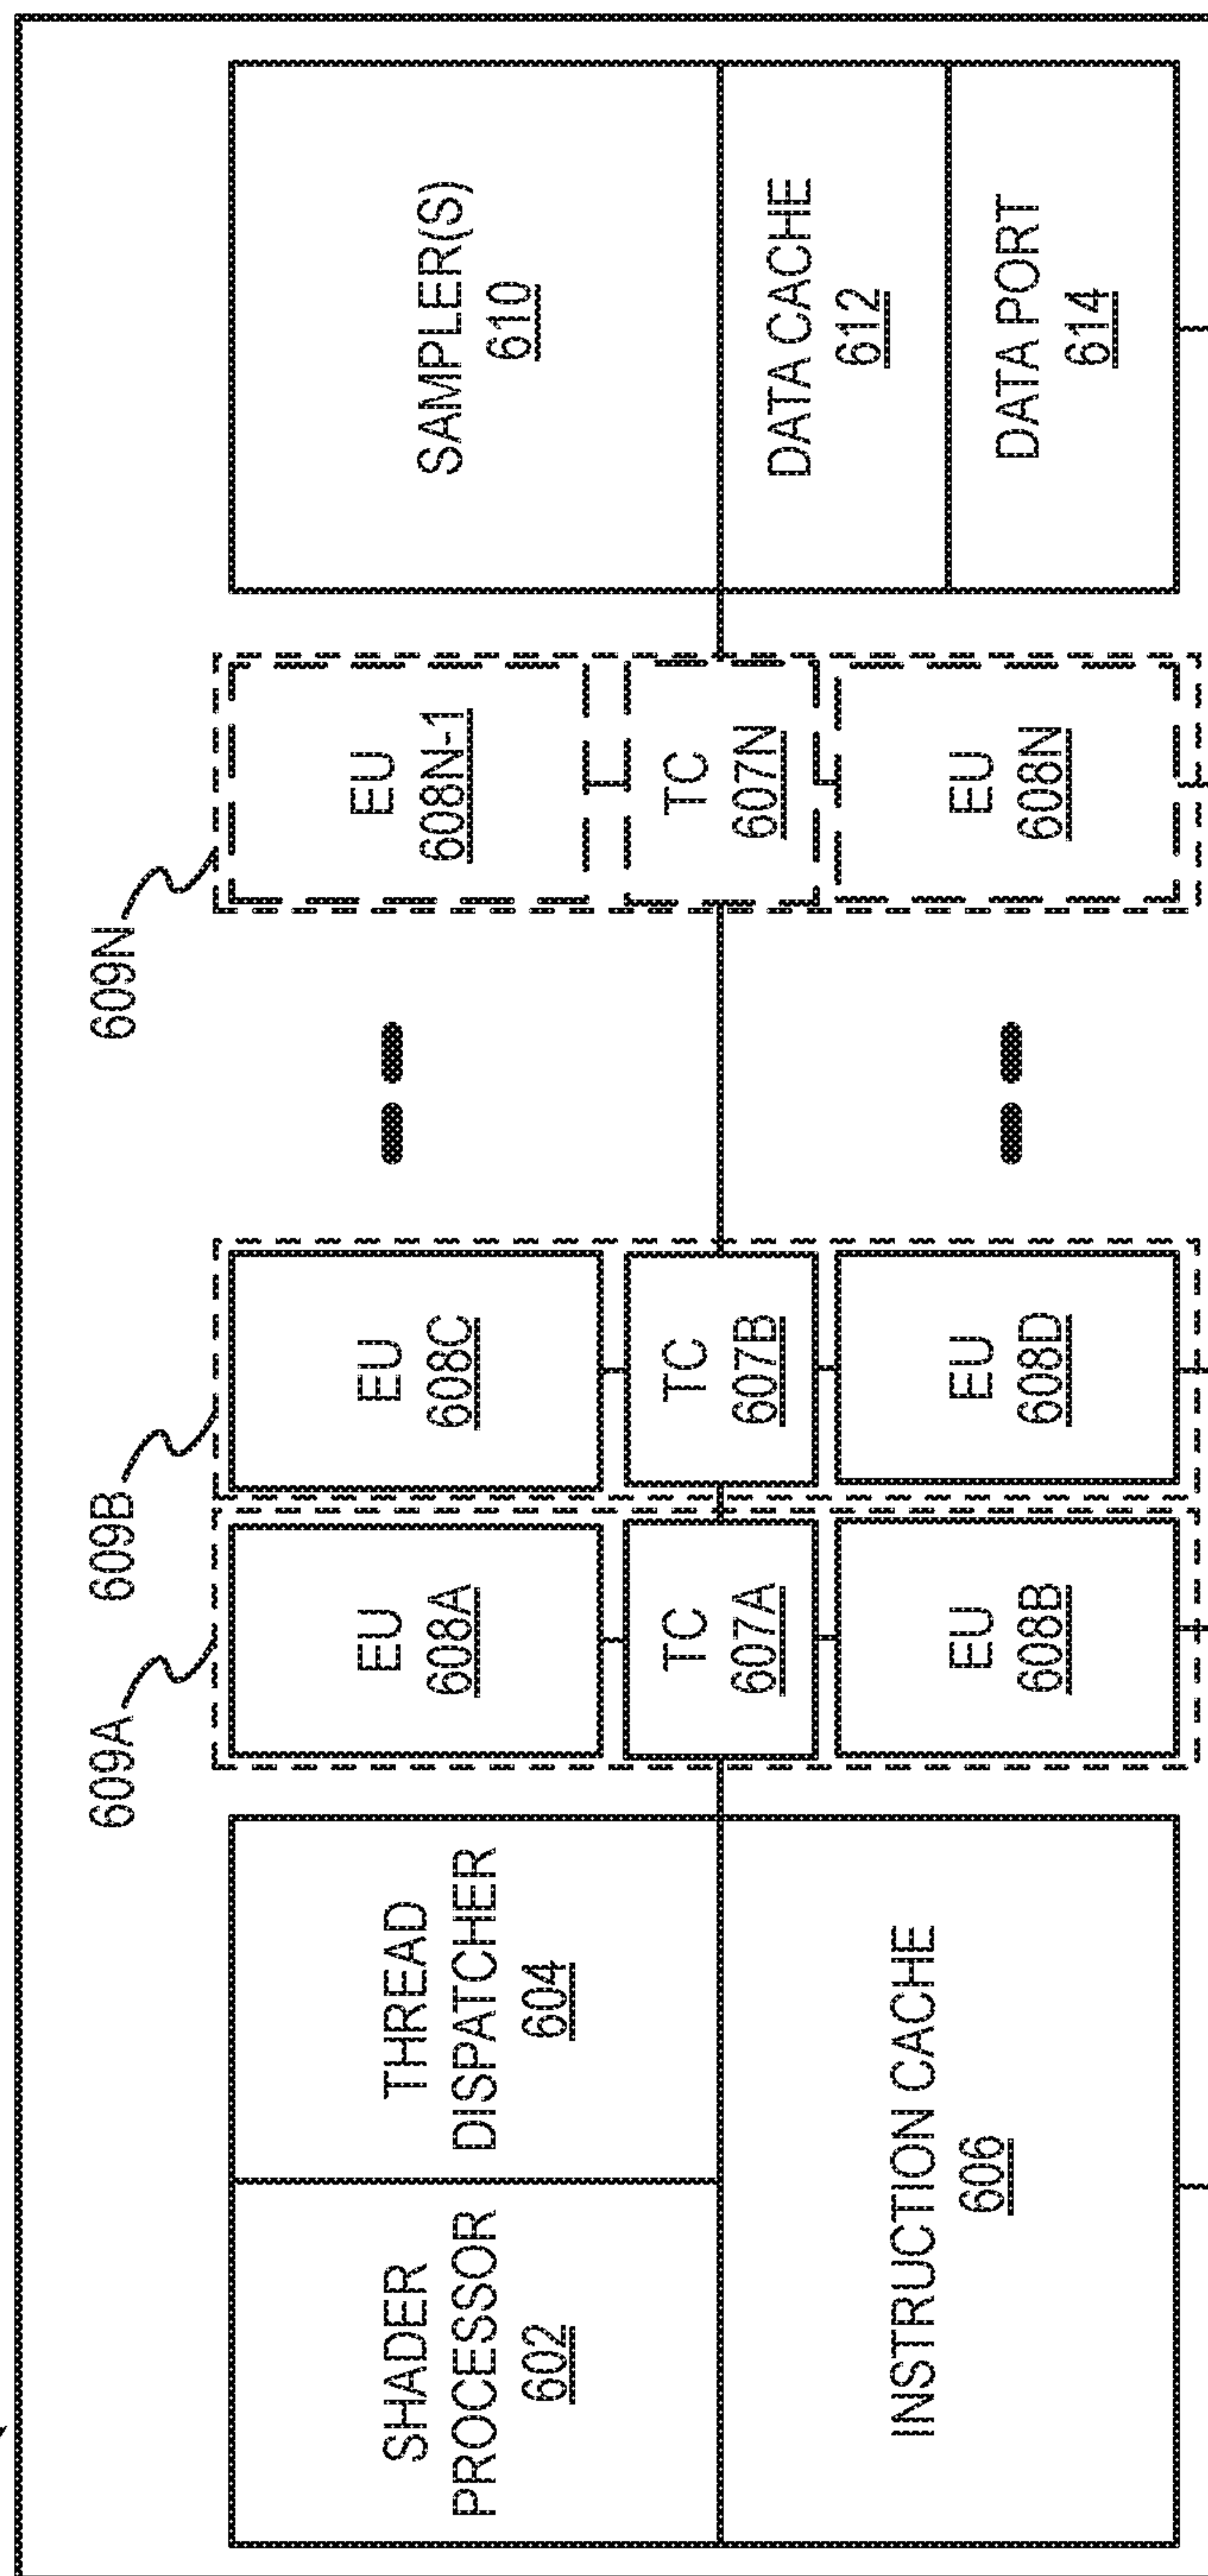 609A
609B
609N
SHADER
PROCESSOR
602
THREAD
DISPATCHER
604
INSTRUCTION CACHE
606
EU
608A
TC
607A
EU
608B
EU
608C
TC
607B
EU
608D
EU
608N-1
TC
607N
EU
608N
SAMPLER(S)
610
DATA CACHE
612
DATA PORT
614